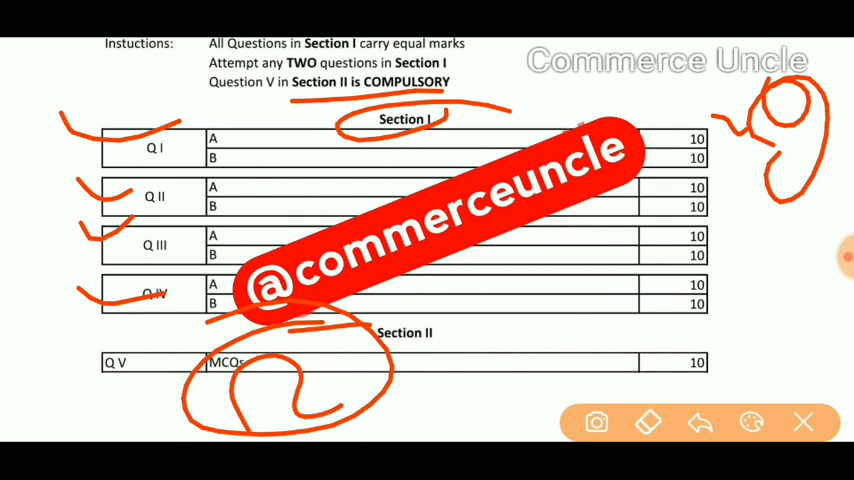 Instuctions: All Questions in Section I carry equal marks
Commerce Uncle
Attempt any TWO questions in Section I
Question V in Section II is COMPULSORY
Section I
Q I A 10
B 10
Q II A 10
B 10
Q III A 10
B 10
Q IV A 10
B 10
@commerceuncle
Section II
Q V MCQs 10